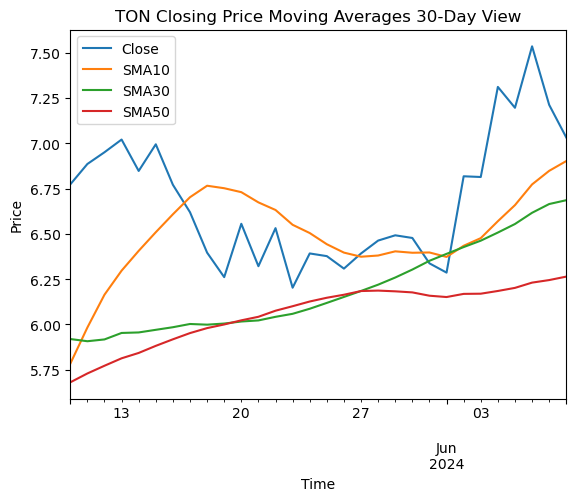 TON Closing Price Moving Averages 30-Day View
Close
SMA10
SMA30
SMA50
Price
7.50
7.25
7.00
6.75
6.50
6.25
6.00
5.75
13
20
27
03
Jun
2024
Time